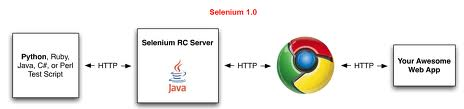 Selenium 1.0
Python, Ruby,
Java, C#, or Perl
Test Script
HTTP
Selenium RC Server
Java
HTTP
HTTP
Your Awesome
Web App